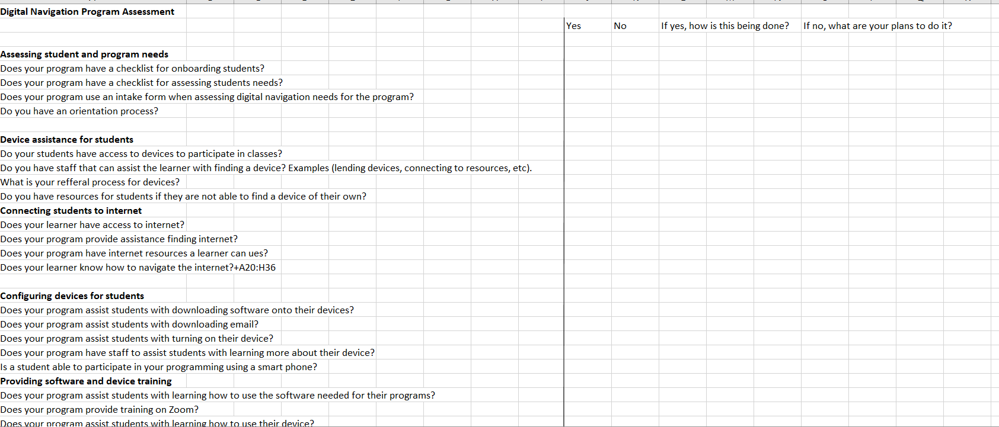 Digital Navigation Program Assessment
Yes No If yes, how is this being done? If no, what are your plans to do it?
Assessing student and program needs
Does your program have a checklist for onboarding students?
Does your program have a checklist for assessing students needs?
Does your program use an intake form when assessing digital navigation needs for the program?
Do you have an orientation process?
Device assistance for students
Do your students have access to devices to participate in classes?
Do you have staff that can assist the learner with finding a device? Examples (lending devices, connecting to resources, etc).
What is your refferal process for devices?
Do you have resources for students if they are not able to find a device of their own?
Connecting students to internet
Does your learner have access to internet?
Does your program provide assistance finding internet?
Does your program have internet resources a learner can ues?
Does your learner know how to navigate the internet?+A20:H36
Configuring devices for students
Does your program assist students with downloading software onto their devices?
Does your program assist students with downloading email?
Does your program assist students with turning on their device?
Does your program have staff to assist students with learning more about their device?
Is a student able to participate in your programming using a smart phone?
Providing software and device training
Does your program assist students with learning how to use the software needed for their programs?
Does your program provide training on Zoom?
Does your program assist students with learning how to use their device?